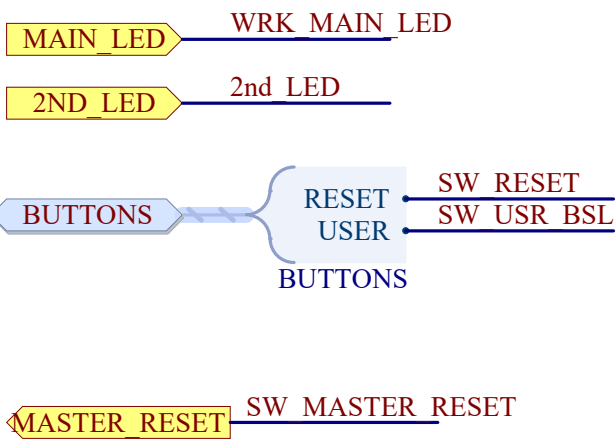 MAIN_LED WRK_MAIN_LED
2ND_LED 2nd_LED
BUTTONS RESET SW_RESET
USER SW_USR_BSL
BUTTONS
MASTER_RESET SW_MASTER_RESET